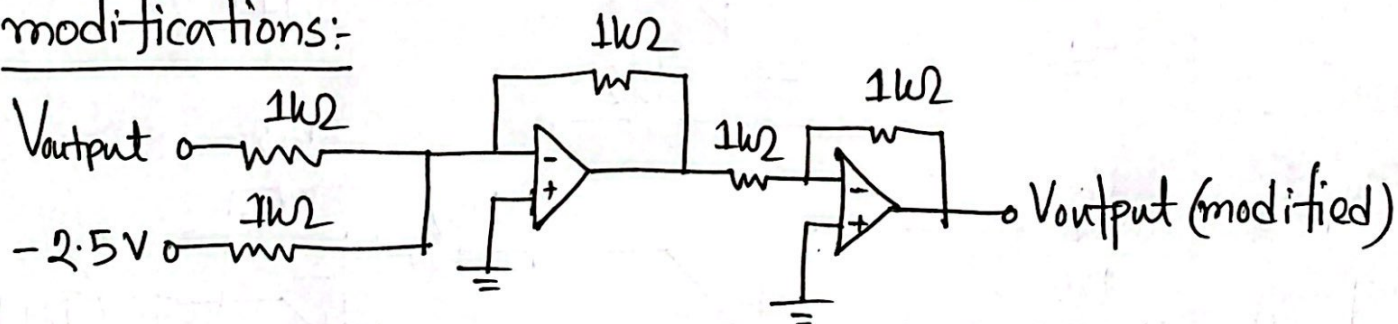 modifications:-
1kΩ
1kΩ
Voutput
1kΩ
1kΩ
-
+
-
+
1kΩ
-2.5V
Voutput (modified)